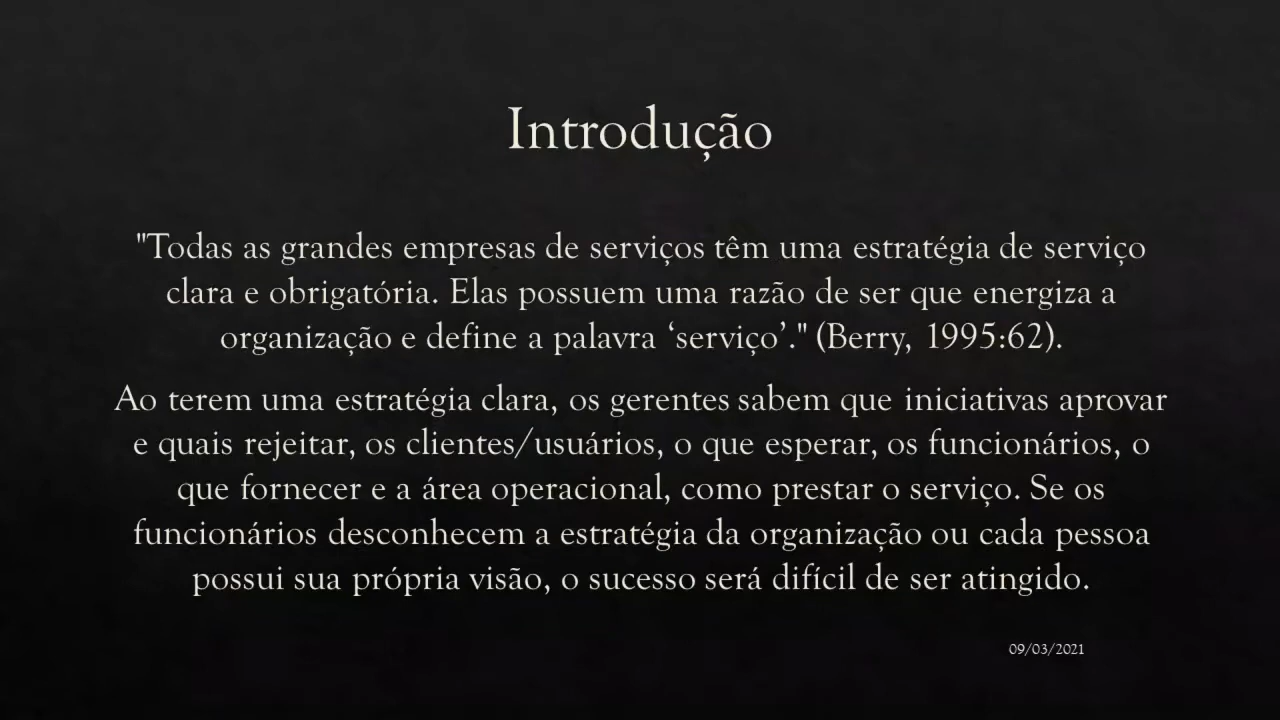 Introdução
"Todas as grandes empresas de serviços têm uma estratégia de serviço
clara e obrigatória. Elas possuem uma razão de ser que energiza a
organização e define a palavra ‘serviço’." (Berry, 1995:62).
Ao terem uma estratégia clara, os gerentes sabem que iniciativas aprovar
e quais rejeitar, os clientes/usuários, o que esperar, os funcionários, o
que fornecer e a área operacional, como prestar o serviço. Se os
funcionários desconhecem a estratégia da organização ou cada pessoa
possui sua própria visão, o sucesso será difícil de ser atingido.
09/03/2021